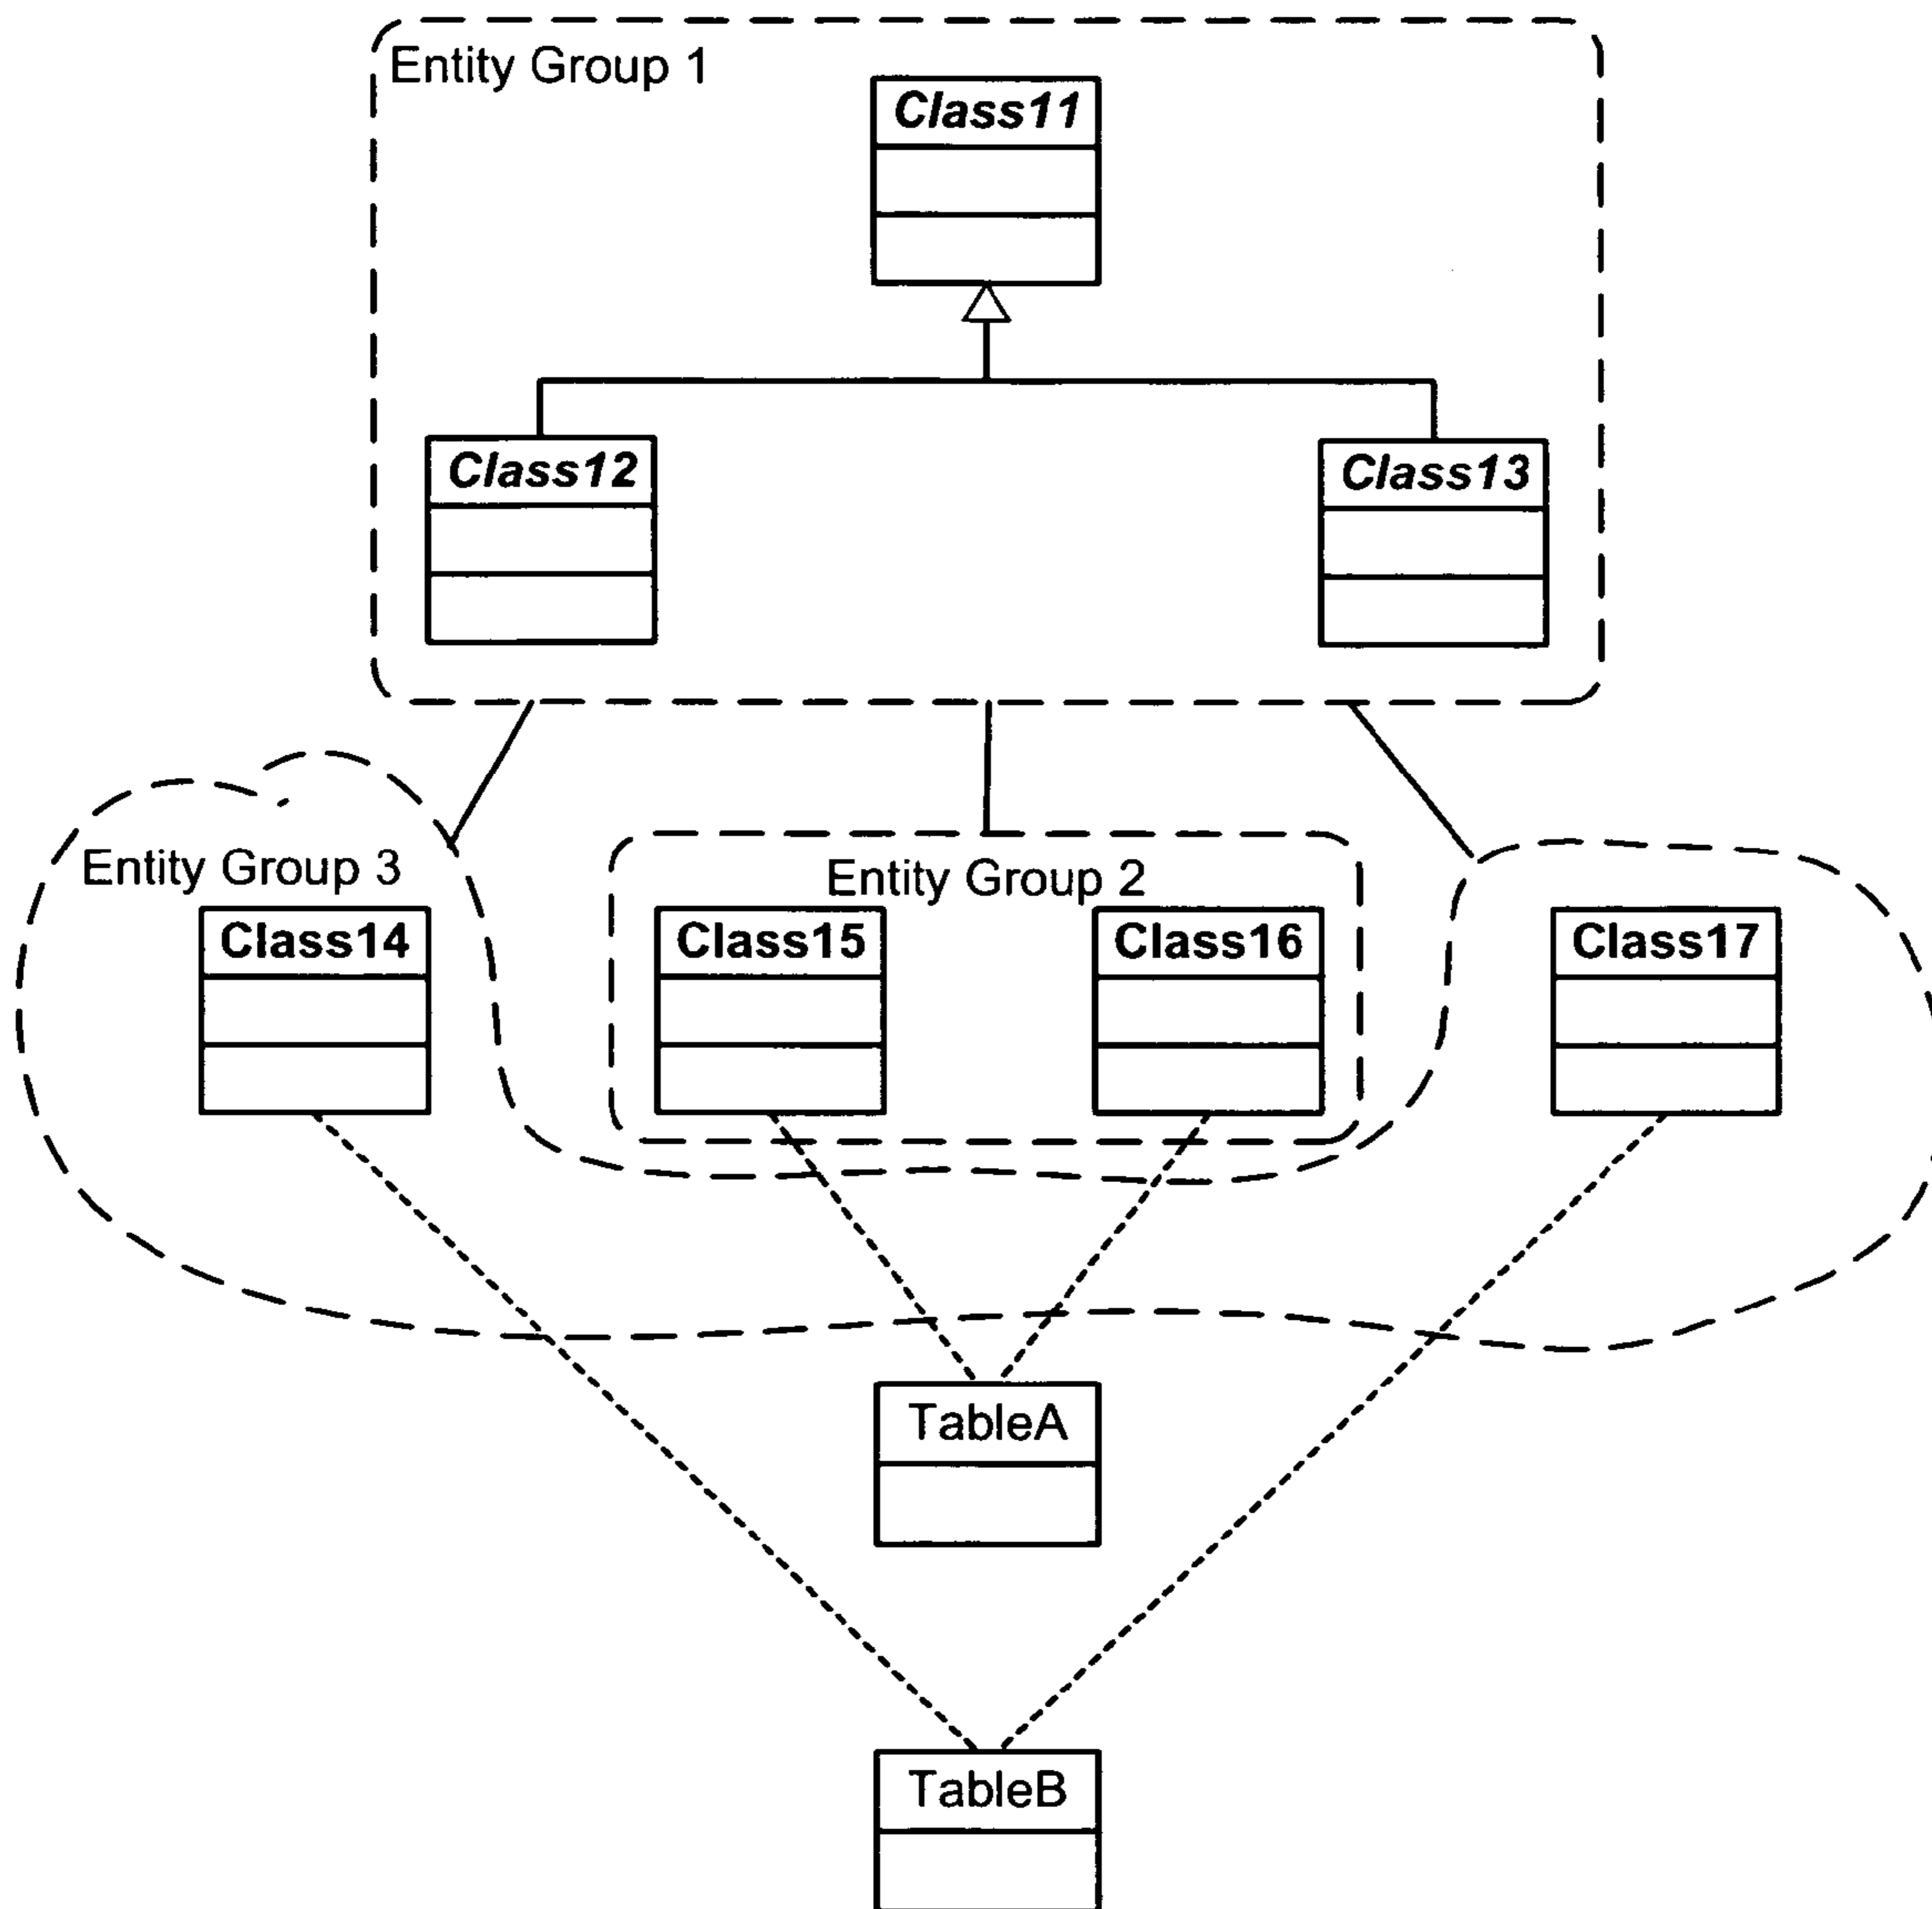 Entity Group 1
Class11
Class12
Class13
Entity Group 3
Entity Group 2
Class14
Class15
Class16
Class17
TableA
TableB